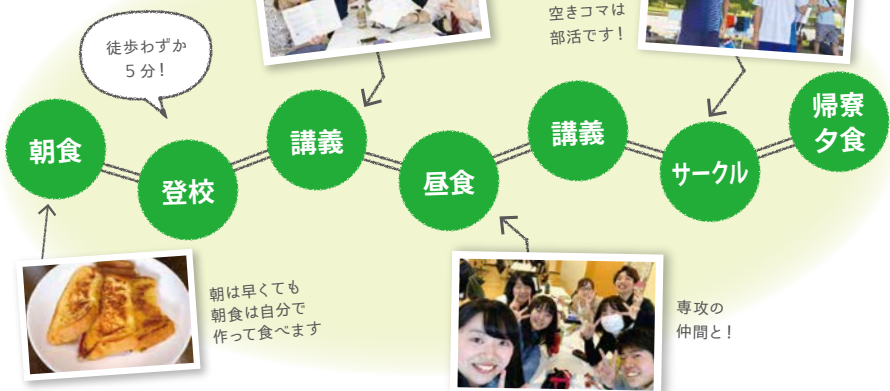 空きコマは
部活です!
徒歩わずか
5分!
朝食
登校
講義
昼食
講義
サークル
帰寮
夕食
朝は早くても
朝食は自分で
作って食べます
専攻の
仲間と!